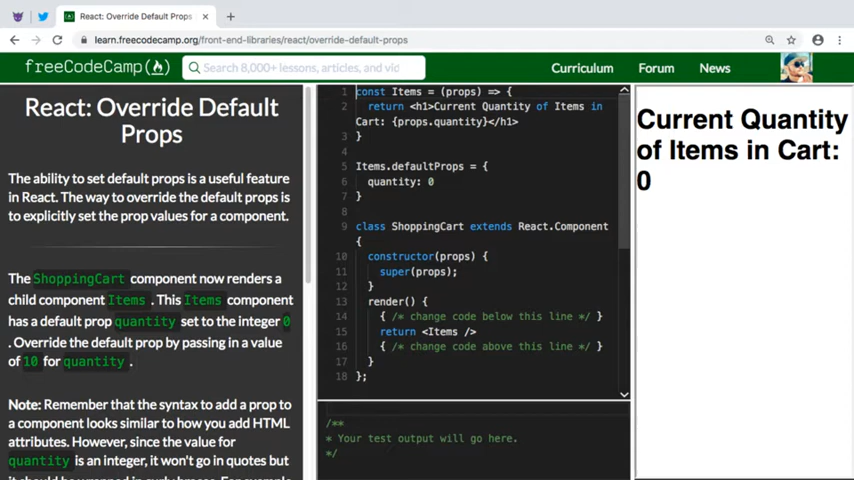 React: Override Default Props
learn.freecodecamp.org/front-end-libraries/react/override-default-props
freeCodeCamp
Search 8,000+ lessons, articles, and vid
Curriculum
Forum
News
React: Override Default
Props
The ability to set default props is a useful feature
in React. The way to override the default props is
to explicitly set the prop values for a component.
The ShoppingCart component now renders a
child component Items . This Items component
has a default prop quantity set to the integer 0
. Override the default prop by passing in a value
of 10 for quantity .
Note: Remember that the syntax to add a prop to
a component looks similar to how you add HTML
attributes. However, since the value for
quantity is an integer, it won't go in quotes but
it should be wrapped in curly braces. For example
1 const Items = (props) => {
2 return <h1>Current Quantity of Items in
Cart: {props.quantity}</h1>
3 }
4
5 Items.defaultProps = {
6 quantity: 0
7 }
8
9 class ShoppingCart extends React.Component
{
10 constructor(props) {
11 super(props);
12 }
13 render() {
14 { /* change code below this line */ }
15 return <Items />
16 { /* change code above this line */ }
17 }
18 };
/**
* Your test output will go here.
*/
Current Quantity
of Items in Cart:
0